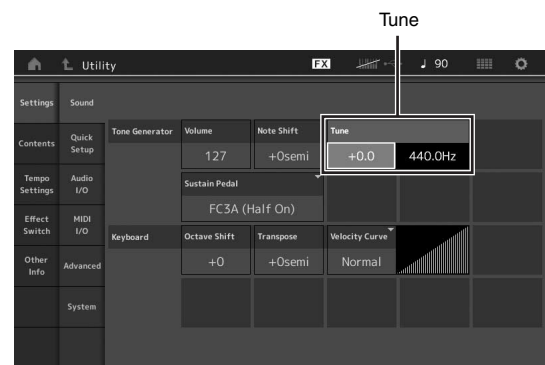 Tune
Utility
FX
♩ 90
Settings
Sound
Contents
Quick
Setup
Tone Generator
Volume
Note Shift
Tune
127
+0semi
+0.0
440.0Hz
Tempo
Settings
Audio
I/O
Sustain Pedal
FC3A (Half On)
Effect
Switch
MIDI
I/O
Keyboard
Octave Shift
Transpose
Velocity Curve
+0
+0semi
Normal
Other
Info
Advanced
System